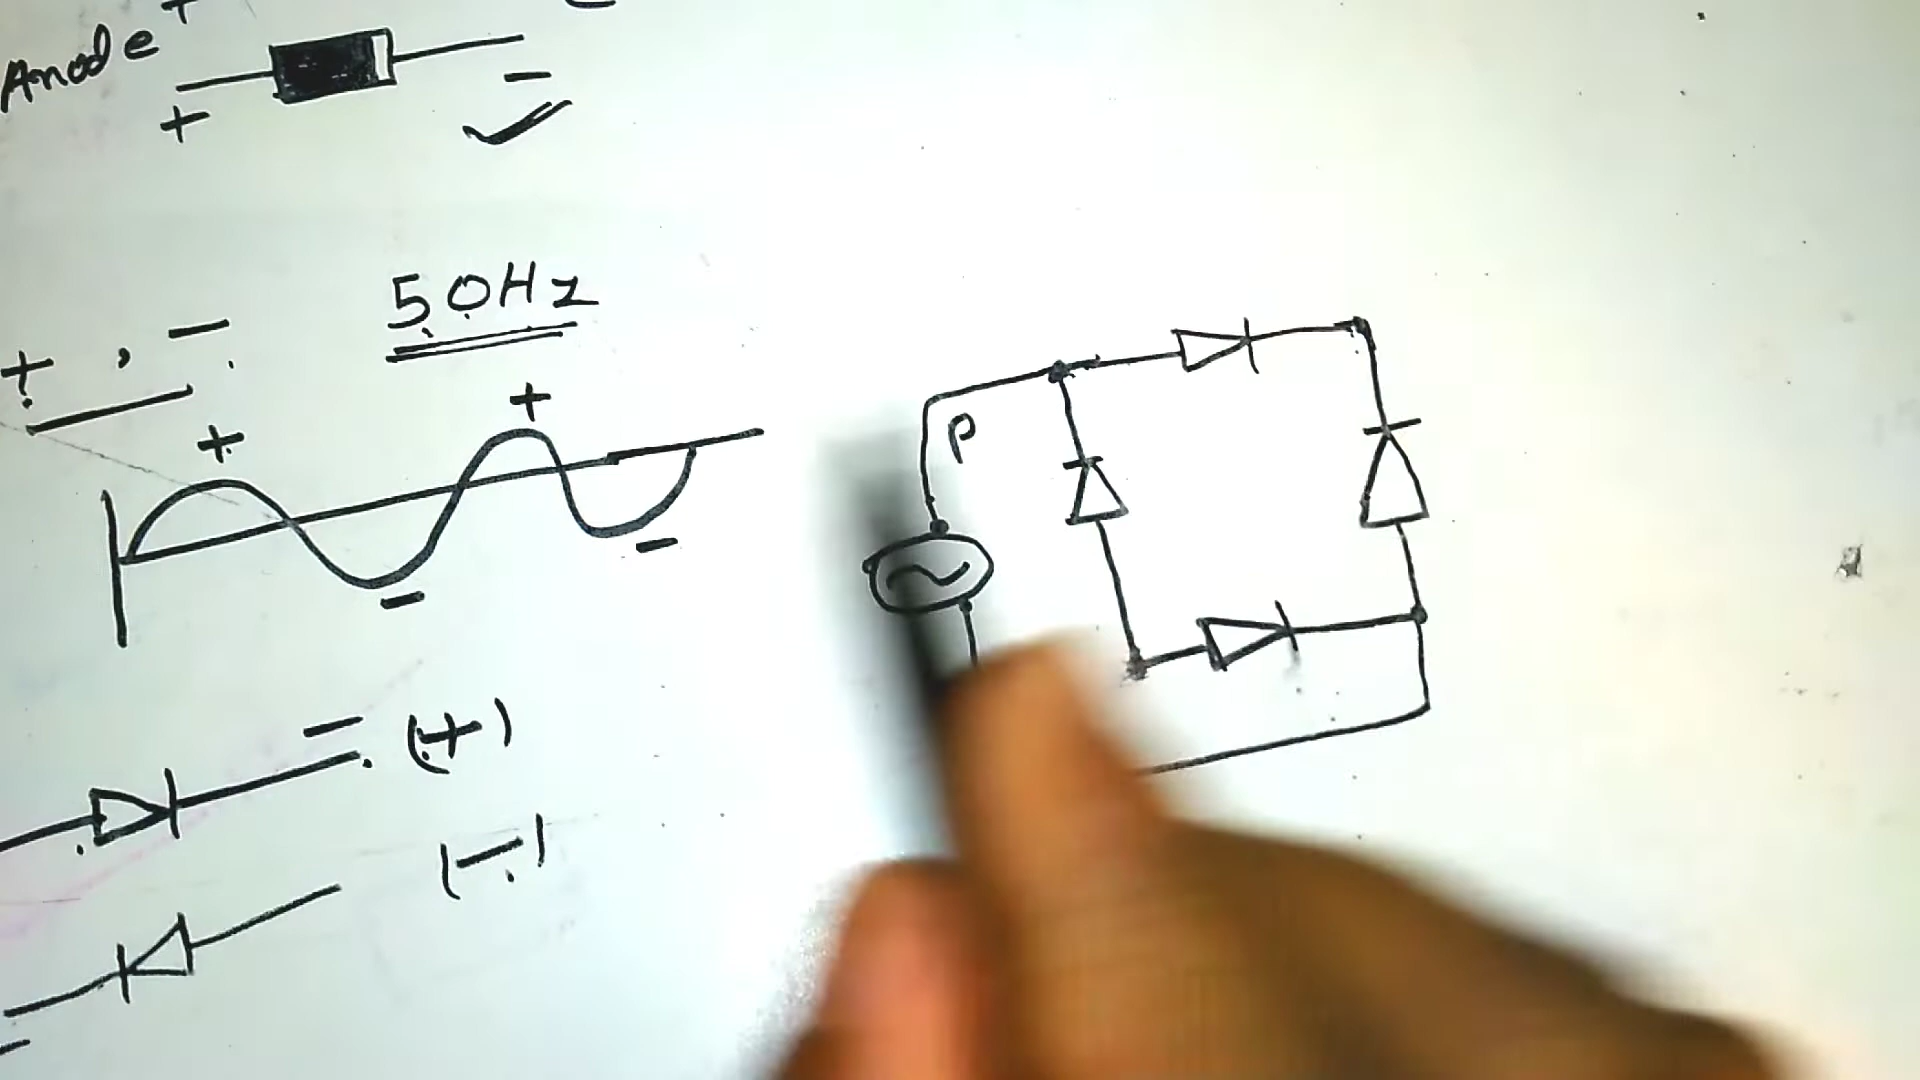 Anode +
+ -
50Hz
+ , -
+ +
- -
P
- (+)
(-)
-